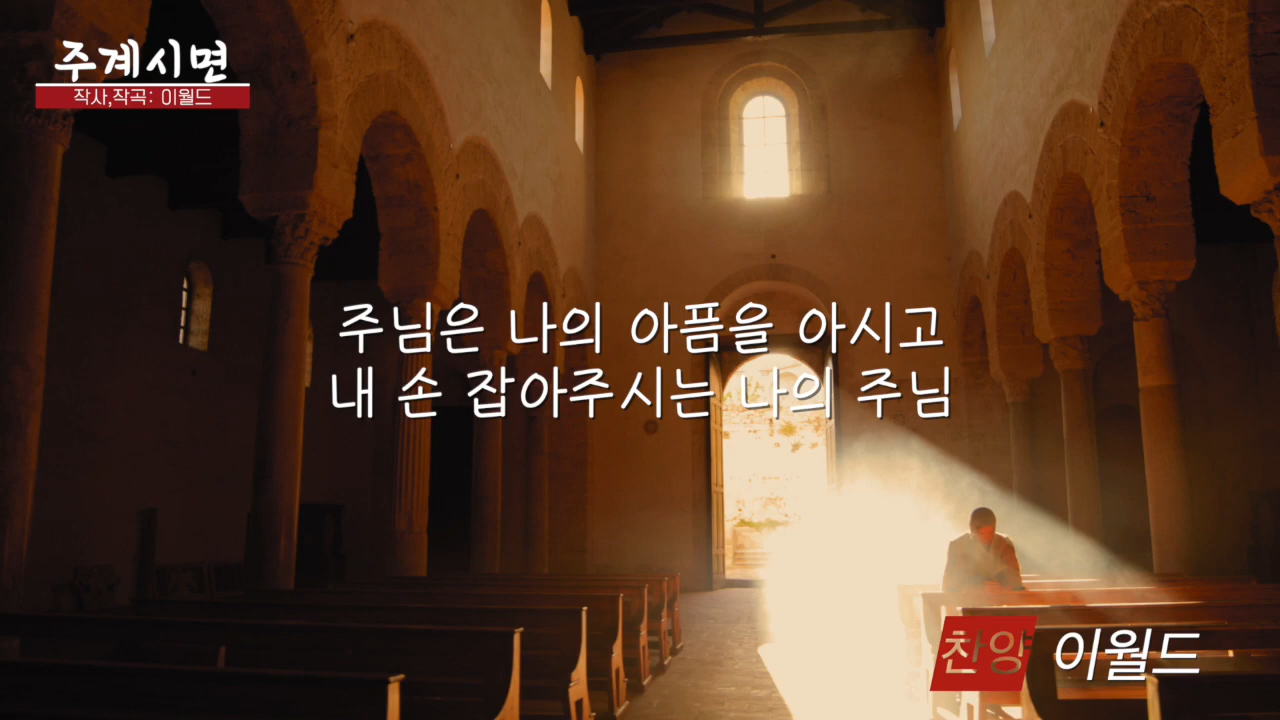 주계시면
작사,작곡: 이월드
주님은 나의 아픔을 아시고
내 손 잡아주시는 나의 주님
찬양 이월드